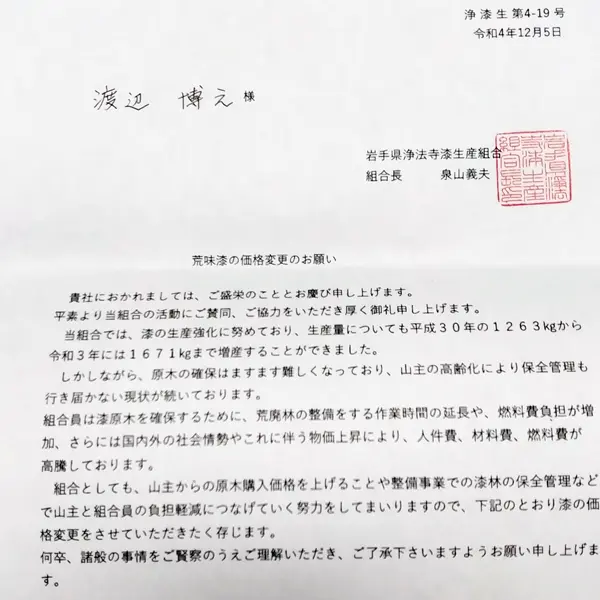 浄漆生第4-19号
令和4年12月5日
渡辺 博之様
岩手県浄法寺漆生産組合
組合長 泉山義夫
荒味漆の価格変更のお願い
貴社におかれましては、ご盛栄のこととお慶び申し上げます。
平素より当組合の活動にご賛同、ご協力をいただき厚く御礼申し上げます。
当組合では、漆の生産強化に努めており、生産量についても平成30年の1263kgから
令和3年には1671kgまで増産することができました。
しかしながら、原木の確保はますます難しくなっており、山主の高齢化により保全管理も
行き届かない現状が続いております。
組合員は漆原木を確保するために、荒廃林の整備をする作業時間の延長や、燃料費負担が増
加、さらには国内外の社会情勢やこれに伴う物価上昇により、人件費、材料費、燃料費が
高騰しております。
組合としても、山主からの原木購入価格を上げることや整備事業での漆林の保全管理など
で山主と組合員の負担軽減につなげていく努力をしてまいりますので、下記のとおり漆の価
格変更をさせていただきたく存じます。
何卒、諸般の事情をご賢察のうえご理解いただき、ご了承下さいますようお願い申し上げま
す。